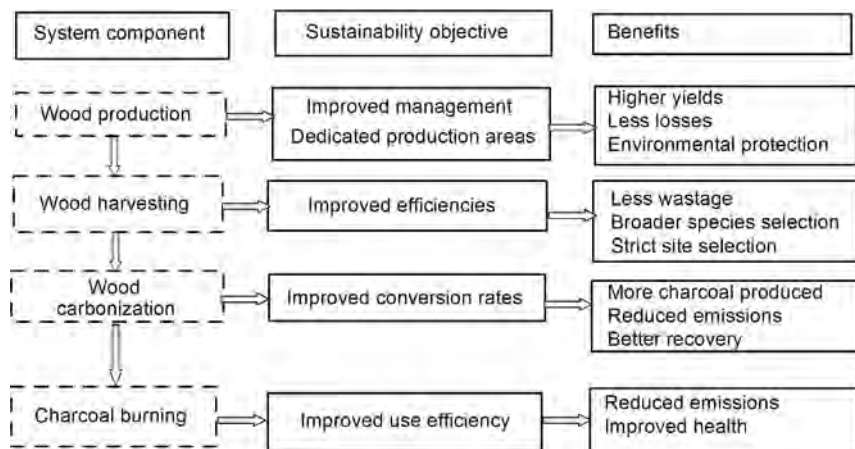 System component
Sustainability objective
Benefits
Wood production
Improved management
Dedicated production areas
Higher yields
Less losses
Environmental protection
Wood harvesting
Improved efficiencies
Less wastage
Broader species selection
Strict site selection
Wood
carbonization
Improved conversion rates
More charcoal produced
Reduced emissions
Better recovery
Charcoal burning
Improved use efficiency
Reduced emissions
Improved health